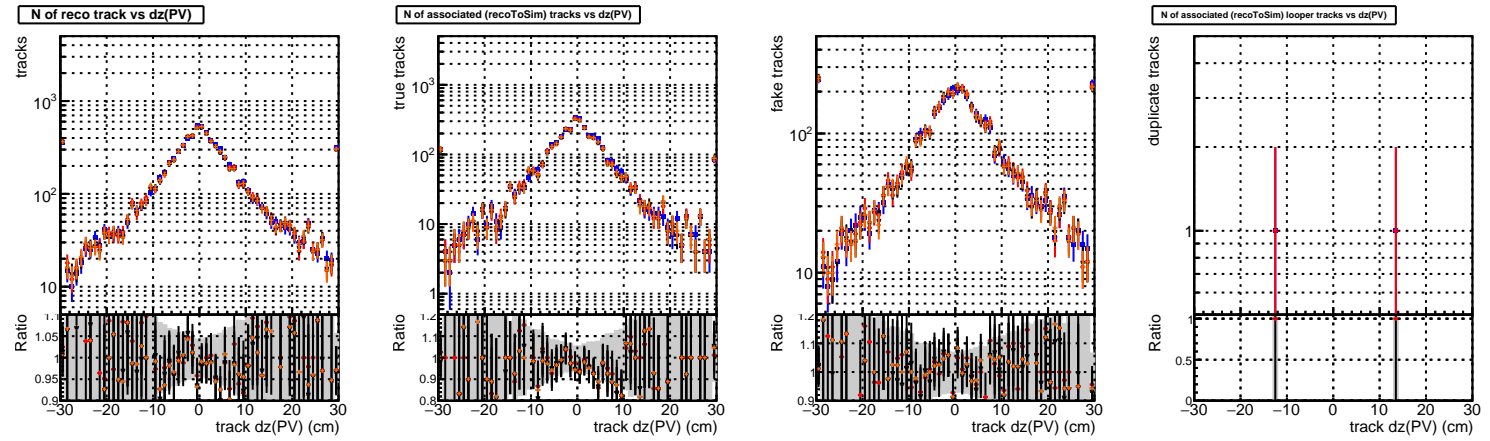 N of reco track vs dz(PV)
tracks
10³
10²
10
Ratio
1.1
1.05
1
0.95
0.9
−30 −20 −10 0 10 20 30
track dz(PV) (cm)
N of associated (recoToSim) tracks vs dz(PV)
true tracks
10³
10²
10
1
Ratio
1.2
1.1
1
0.9
0.8
−30 −20 −10 0 10 20 30
track dz(PV) (cm)
fake tracks
10²
10
Ratio
1.2
1.1
1
0.9
−30 −20 −10 0 10 20 30
track dz(PV) (cm)
N of associated (recoToSim) looper tracks vs dz(PV)
duplicate tracks
1
Ratio
1
0.5
0
−30 −20 −10 0 10 20 30
track dz(PV) (cm)